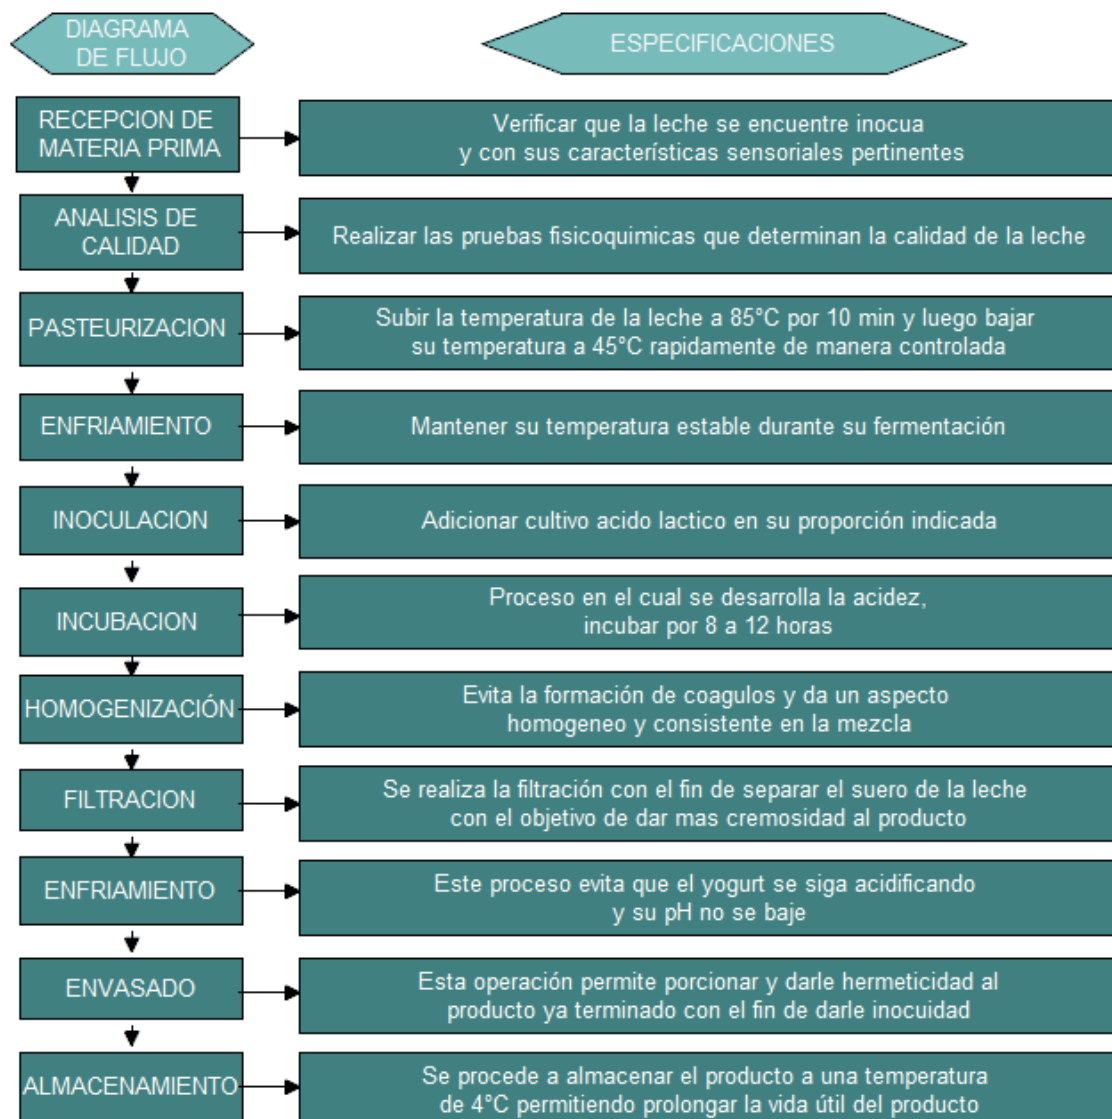 DIAGRAMA
DE FLUJO
ESPECIFICACIONES
RECEPCION DE
MATERIA PRIMA
Verificar que la leche se encuentre inocua
y con sus características sensoriales pertinentes
ANALISIS DE
CALIDAD
Realizar las pruebas fisicoquimicas que determinan la calidad de la leche
PASTEURIZACION
Subir la temperatura de la leche a 85°C por 10 min y luego bajar
su temperatura a 45°C rapidamente de manera controlada
ENFRIAMIENTO
Mantener su temperatura estable durante su fermentación
INOCULACION
Adicionar cultivo acido lactico en su proporción indicada
INCUBACION
Proceso en el cual se desarrolla la acidez,
incubar por 8 a 12 horas
HOMOGENIZACIÓN
Evita la formación de coagulos y da un aspecto
homogeneo y consistente en la mezcla
FILTRACION
Se realiza la filtración con el fin de separar el suero de la leche
con el objetivo de dar mas cremosidad al producto
ENFRIAMIENTO
Este proceso evita que el yogurt se siga acidificando
y su pH no se baje
ENVASADO
Esta operación permite porcionar y darle hermeticidad al
producto ya terminado con el fin de darle inocuidad
ALMACENAMIENTO
Se procede a almacenar el producto a una temperatura
de 4°C permitiendo prolongar la vida útil del producto